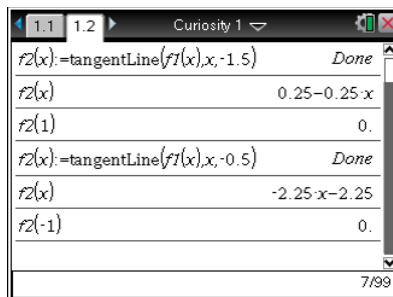 1.1 1.2 Curiosity 1
f2(x):=tangentLine(f1(x),x,-1.5) Done
f2(x) 0.25-0.25·x
f2(1) 0.
f2(x):=tangentLine(f1(x),x,-0.5) Done
f2(x) -2.25·x-2.25
f2(-1) 0.
7/99